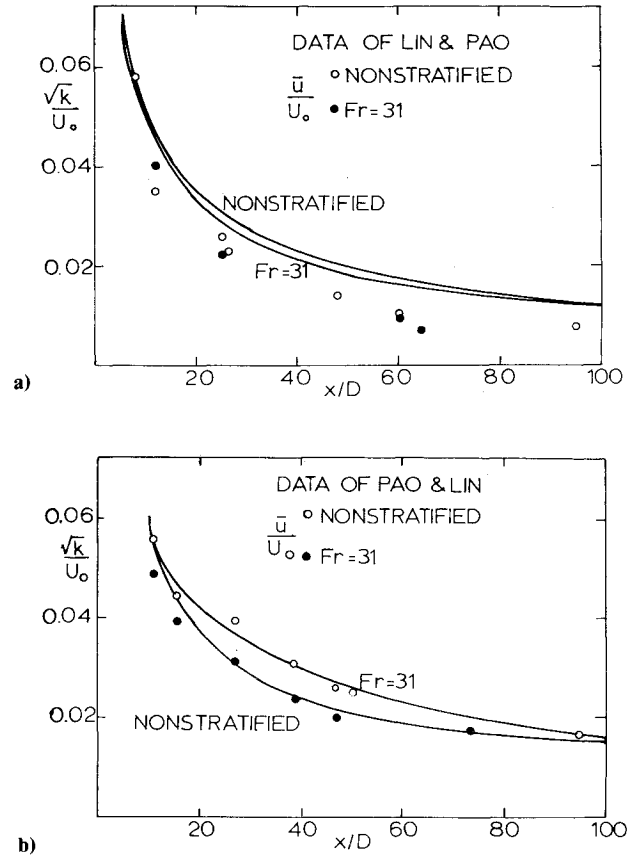 DATA OF LIN & PAO
ū/U₀ ○ NONSTRATIFIED
● Fr=31
√k/U₀
0.06
0.04
0.02
NONSTRATIFIED
Fr=31
20 40 60 80 100
x/D
a)
DATA OF PAO & LIN
ū/U₀ ○ NONSTRATIFIED
● Fr=31
√k/U₀
0.06
0.04
0.02
Fr=31
NONSTRATIFIED
20 40 60 80 100
x/D
b)